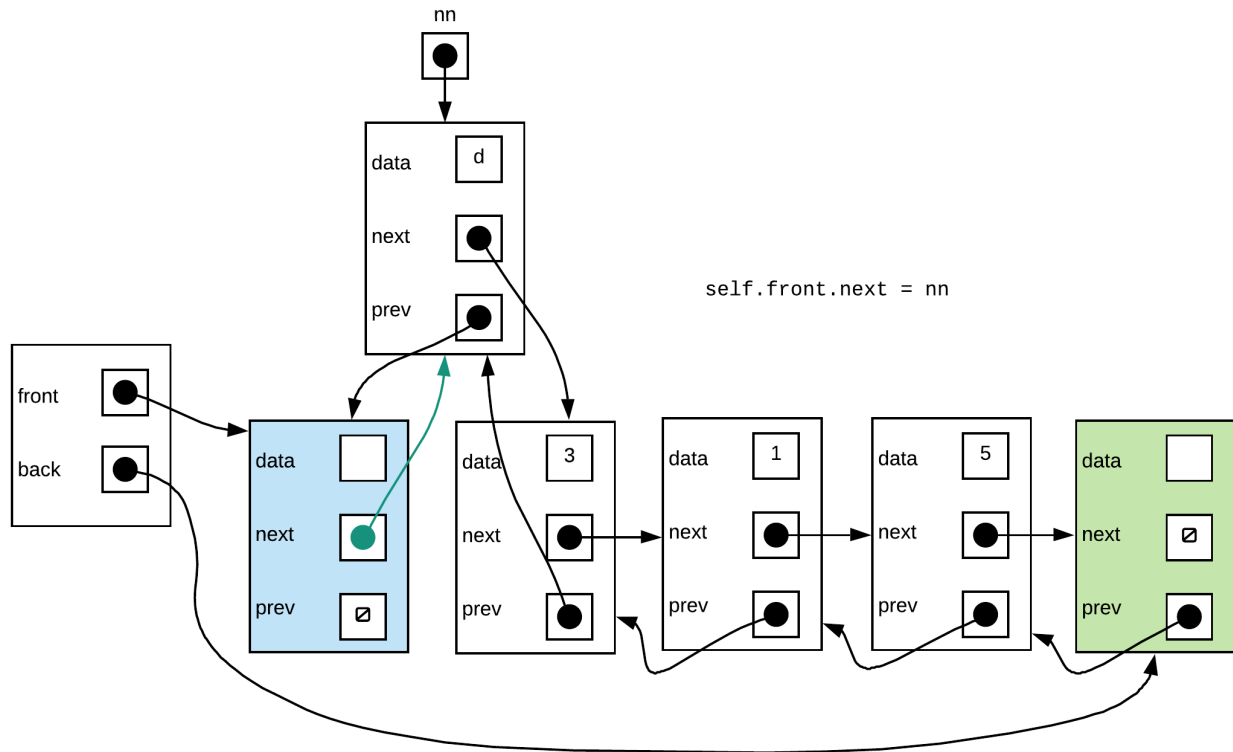 nn
data d
next
prev
self.front.next = nn
front
back
data
next
prev
data 3
next
prev
data 1
next
prev
data 5
next
prev
data
next
prev